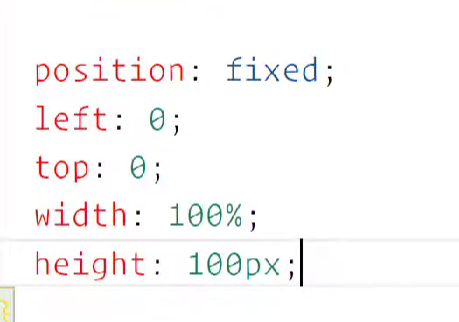 position: fixed;
left: 0;
top: 0;
width: 100%;
height: 100px;